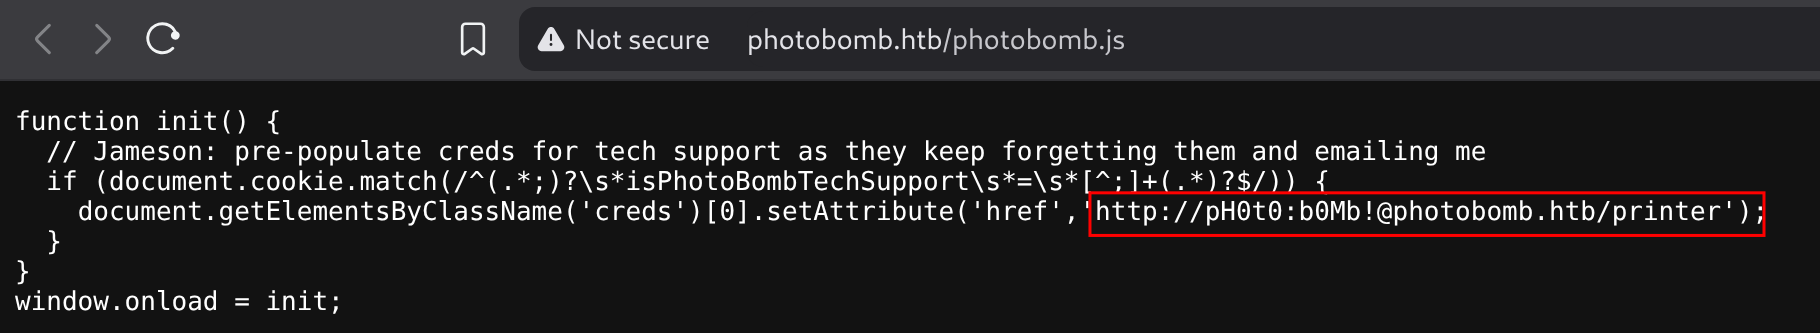 Not secure photobomb.htb/photobomb.js
function init() {
  // Jameson: pre-populate creds for tech support as they keep forgetting them and emailing me
  if (document.cookie.match(/^(.*;)?\s*isPhotoBombTechSupport\s*=\s*[^;]+(.*)?$/)) {
    document.getElementsByClassName('creds')[0].setAttribute('href','http://pH0t0:b0Mb!@photobomb.htb/printer');
  }
}
window.onload = init;